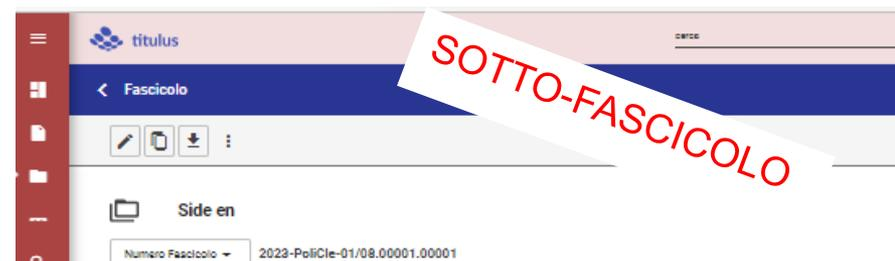 titulus
cerca
Fascicolo
SOTTO-FASCICOLO
Side en
Numero Fascicolo
2023-PoliCle-01/08.00001.00001